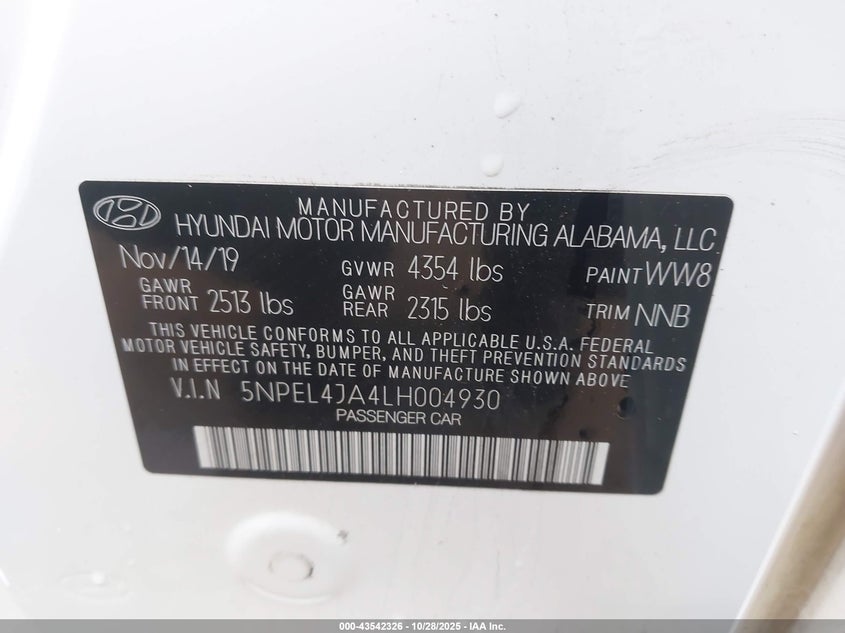 MANUFACTURED BY
HYUNDAI MOTOR MANUFACTURING ALABAMA, LLC
Nov/14/19 GVWR 4354 lbs PAINT WW8
GAWR FRONT 2513 lbs GAWR REAR 2315 lbs TRIM NNB
THIS VEHICLE CONFORMS TO ALL APPLICABLE U.S.A. FEDERAL
MOTOR VEHICLE SAFETY, BUMPER, AND THEFT PREVENTION STANDARDS
IN EFFECT ON THE DATE OF MANUFACTURE SHOWN ABOVE
V.I.N 5NPEL4JA4LH004930
PASSENGER CAR
000-43542326 | 10/28/2025 | IAA Inc.